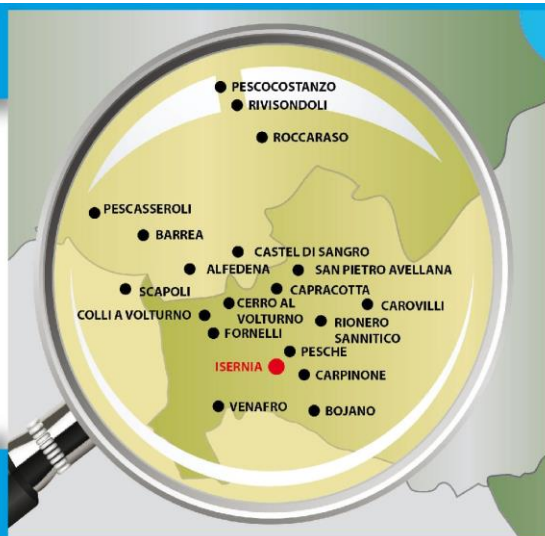 PESCOCOSTANZO
RIVISONDOLI
ROCCARASO
PESCASSEROLI
BARREA
CASTEL DI SANGRO
ALFEDENA
SAN PIETRO AVELLANA
SCAPOLI
CAPRACOTTA
COLLI A VOLTURNO
CERRO AL
VOLTURNO
CAROVILLI
FORNELLI
RIONERO
SANNITICO
PESCHE
ISERNIA
CARPINONE
VENAFRO
BOJANO